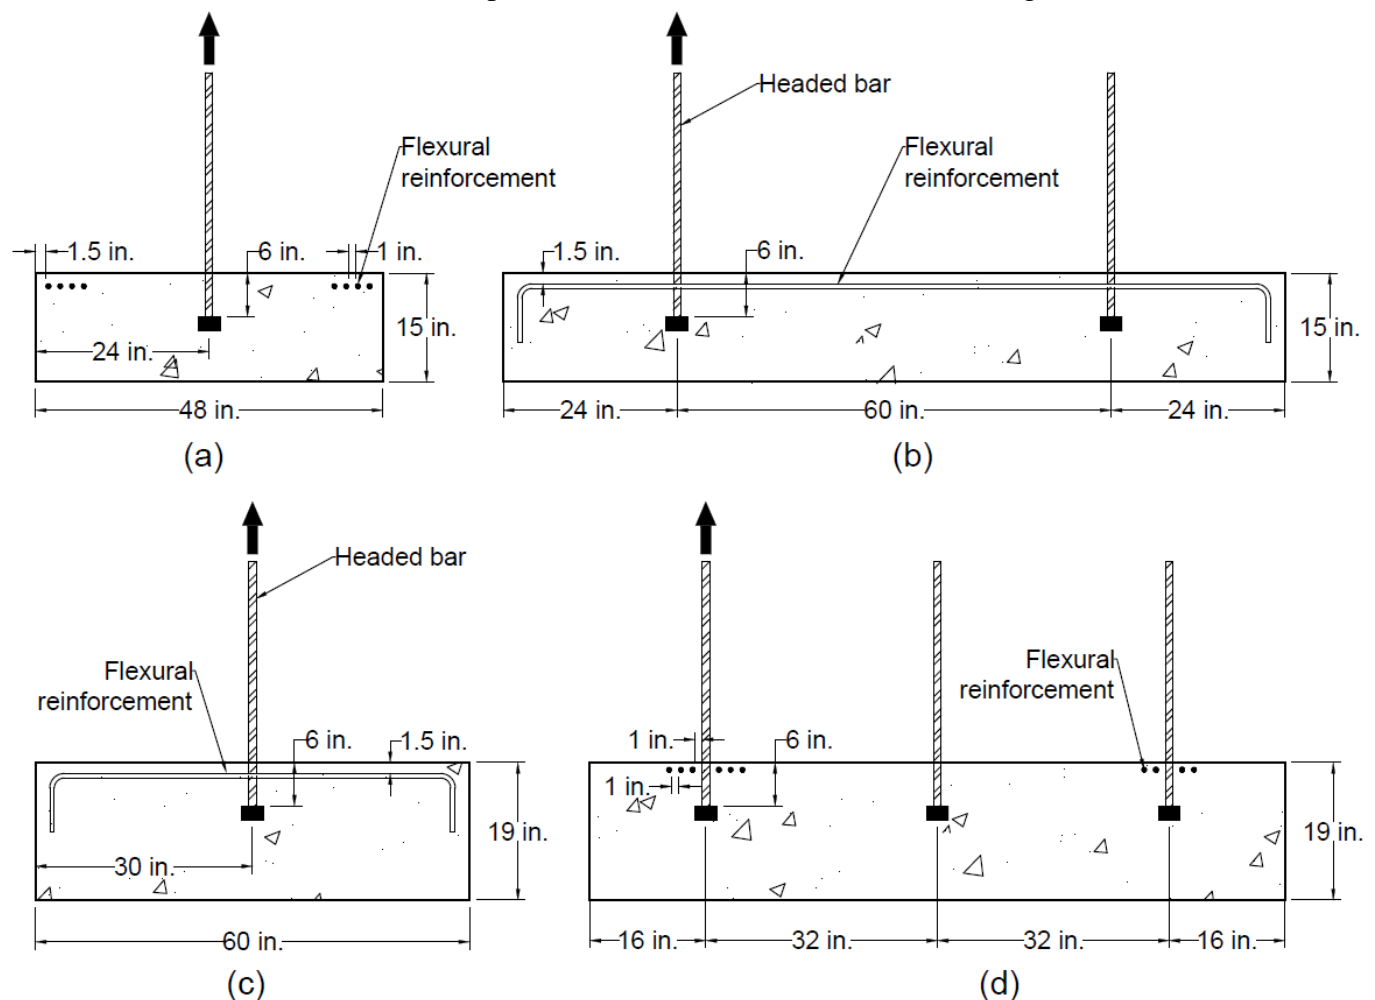 Headed bar
Flexural
reinforcement
Flexural
reinforcement
1.5 in.
6 in.
1 in.
1.5 in.
6 in.
24 in.
15 in.
15 in.
48 in.
24 in.
60 in.
24 in.
(a)
(b)
Headed bar
Flexural
reinforcement
Flexural
reinforcement
6 in.
1.5 in.
1 in.
6 in.
1 in.
30 in.
19 in.
19 in.
60 in.
16 in.
32 in.
32 in.
16 in.
(c)
(d)